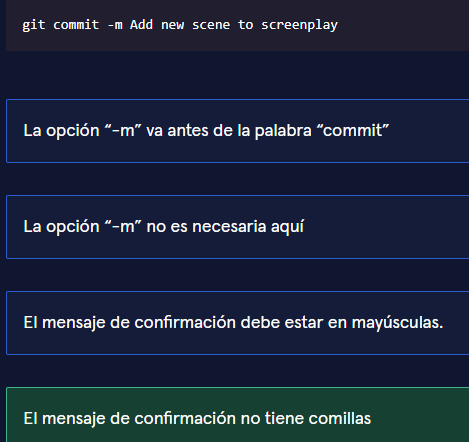 git commit -m Add new scene to screenplay
La opción “-m” va antes de la palabra “commit”
La opción “-m” no es necesaria aquí
El mensaje de confirmación debe estar en mayúsculas.
El mensaje de confirmación no tiene comillas